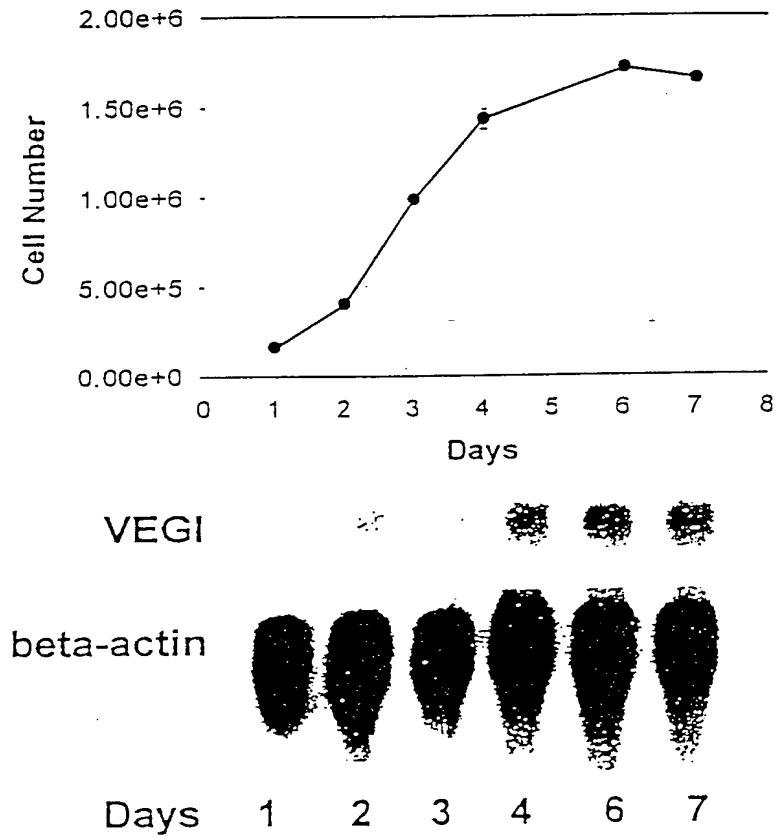 2.00e+6
1.50e+6
1.00e+6
5.00e+5
0.00e+0
Cell Number
0 1 2 3 4 5 6 7 8
Days
VEGI
beta-actin
Days 1 2 3 4 6 7